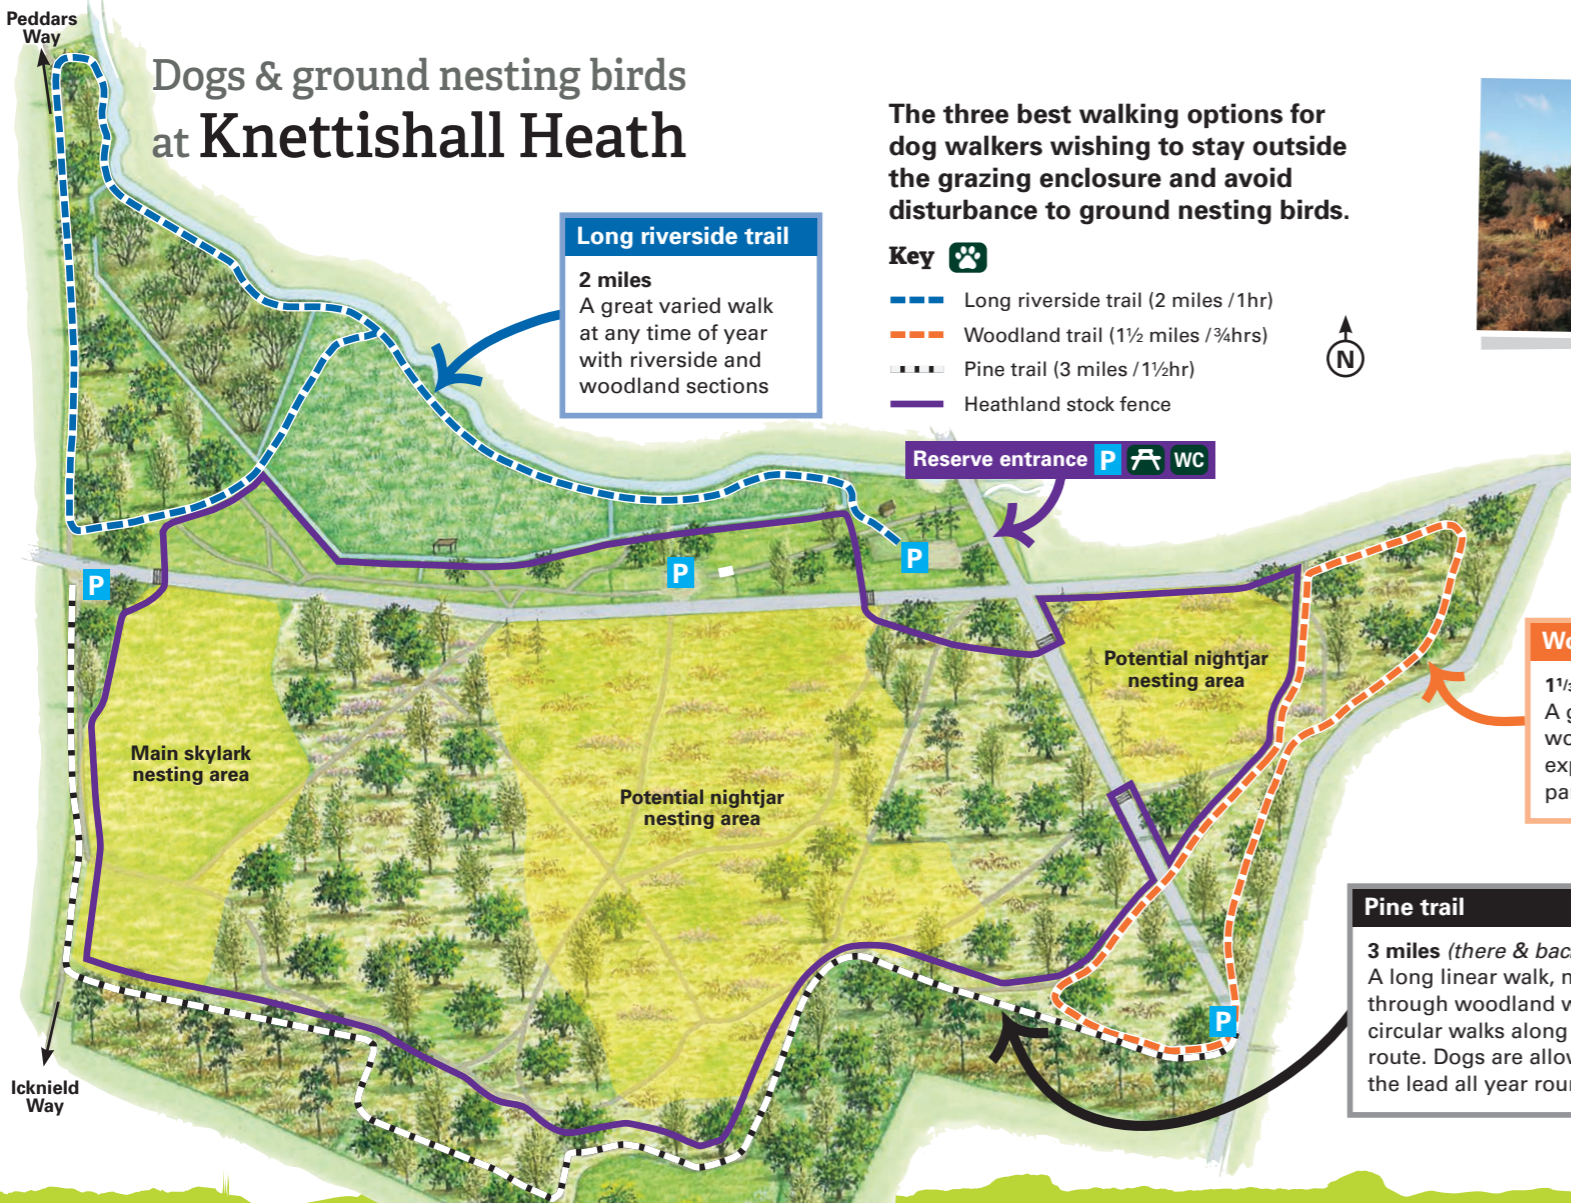 Peddars
Way
Dogs & ground nesting birds
at Knettishall Heath
The three best walking options for
dog walkers wishing to stay outside
the grazing enclosure and avoid
disturbance to ground nesting birds.
Key
Long riverside trail (2 miles /1hr)
Woodland trail (1½ miles /¾hrs)
Pine trail (3 miles /1½hr)
Heathland stock fence
N
Long riverside trail
2 miles
A great varied walk
at any time of year
with riverside and
woodland sections
Reserve entrance P WC
P
P
P
Potential nightjar
nesting area
Main skylark
nesting area
Potential nightjar
nesting area
A
Pine trail
3 miles (there & bac
A long linear walk, n
through woodland w
circular walks along
route. Dogs are allow
the lead all year rour
P
Icknield
Way